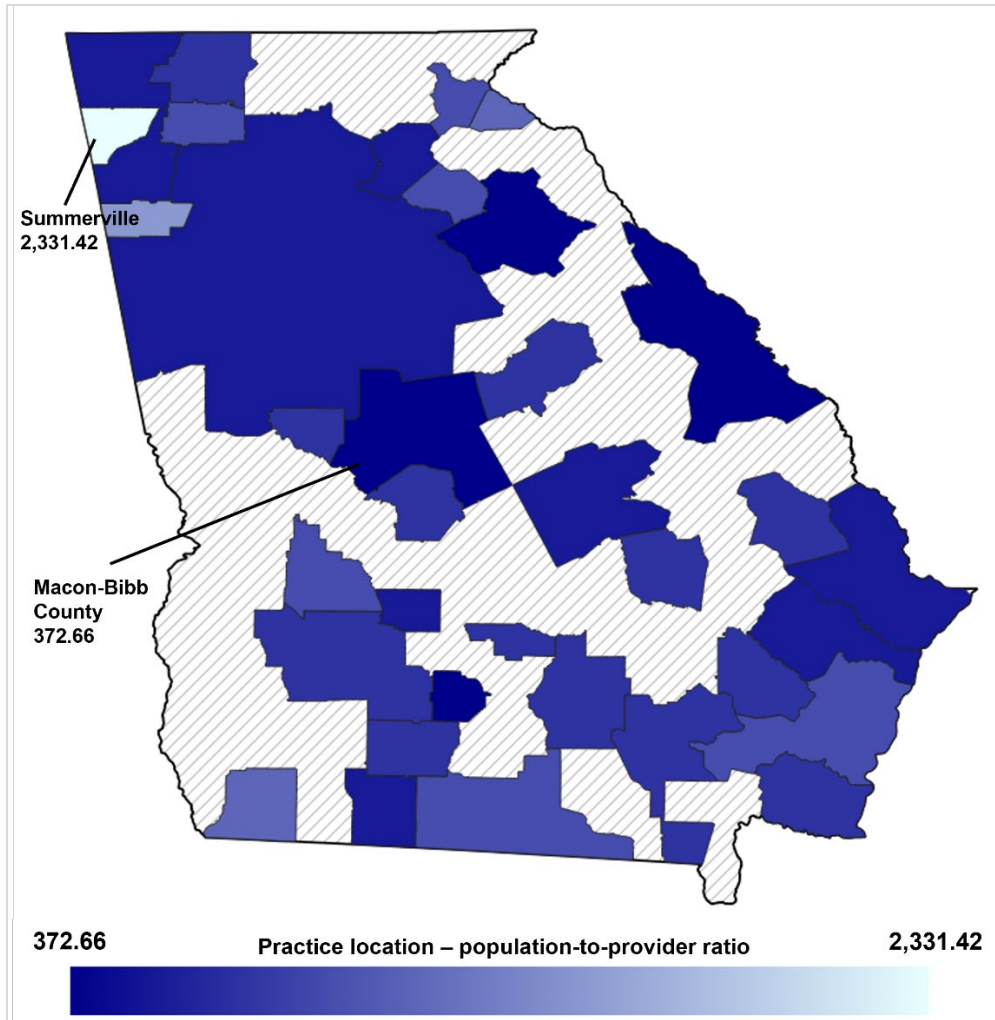 Summerville
2,331.42
Macon-Bibb
County
372.66
372.66
Practice location – population-to-provider ratio
2,331.42